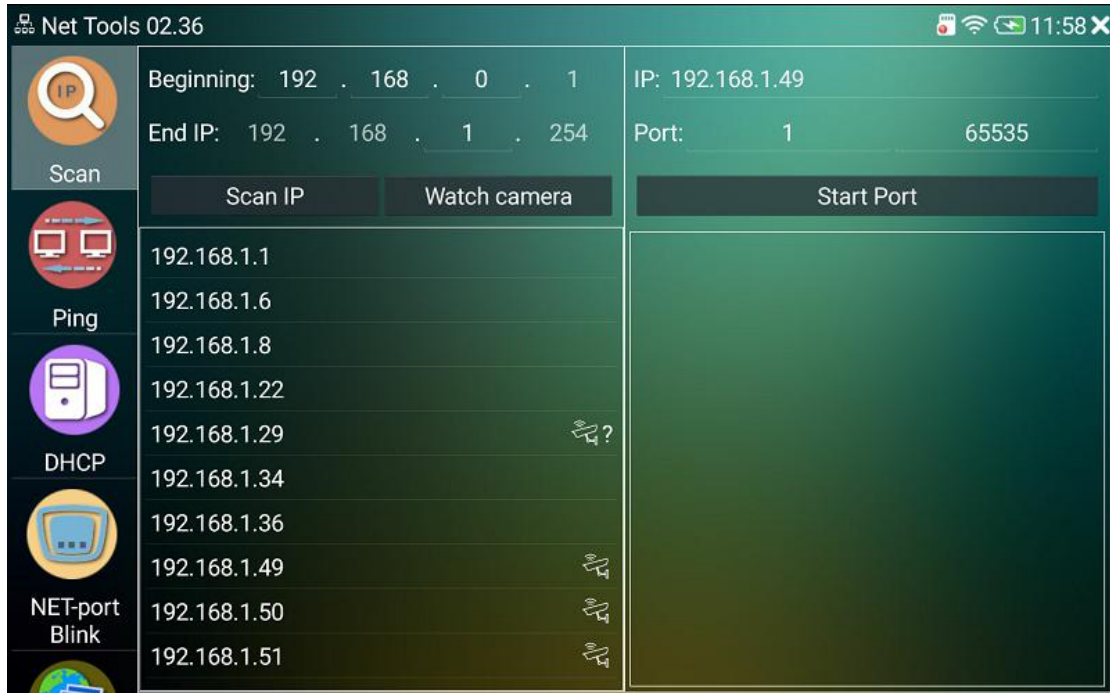 Net Tools 02.36
11:58
IP
Scan
Ping
DHCP
NET-port
Blink
Beginning: 192 . 168 . 0 . 1
End IP: 192 . 168 . 1 . 254
Scan IP
Watch camera
192.168.1.1
192.168.1.6
192.168.1.8
192.168.1.22
192.168.1.29 ?
192.168.1.34
192.168.1.36
192.168.1.49
192.168.1.50
192.168.1.51
IP: 192.168.1.49
Port: 1 65535
Start Port